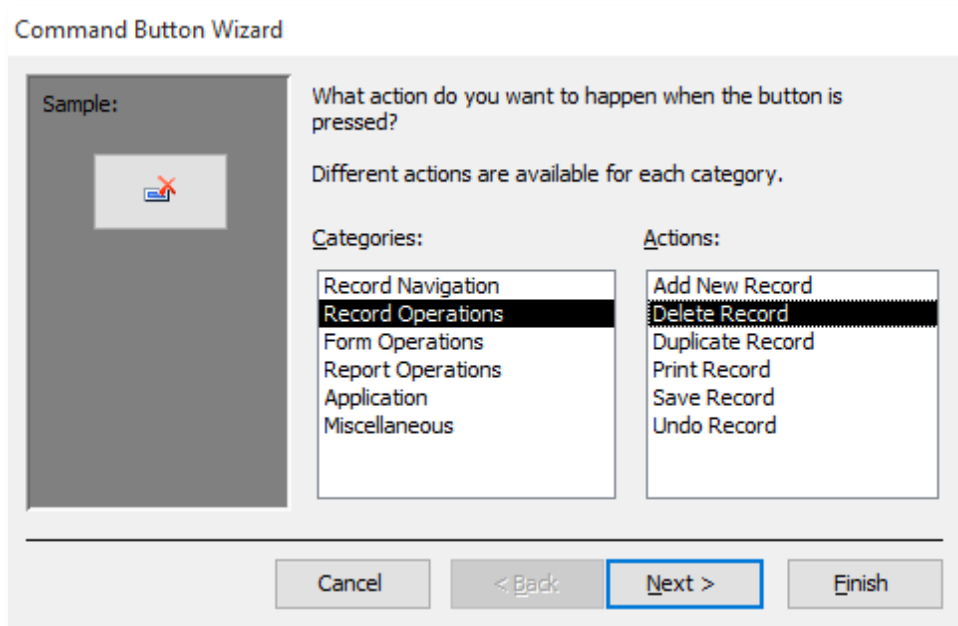 Command Button Wizard
Sample:
What action do you want to happen when the button is
pressed?
Different actions are available for each category.
Categories:
Actions:
Record Navigation
Record Operations
Form Operations
Report Operations
Application
Miscellaneous
Add New Record
Delete Record
Duplicate Record
Print Record
Save Record
Undo Record
Cancel
< Back
Next >
Finish